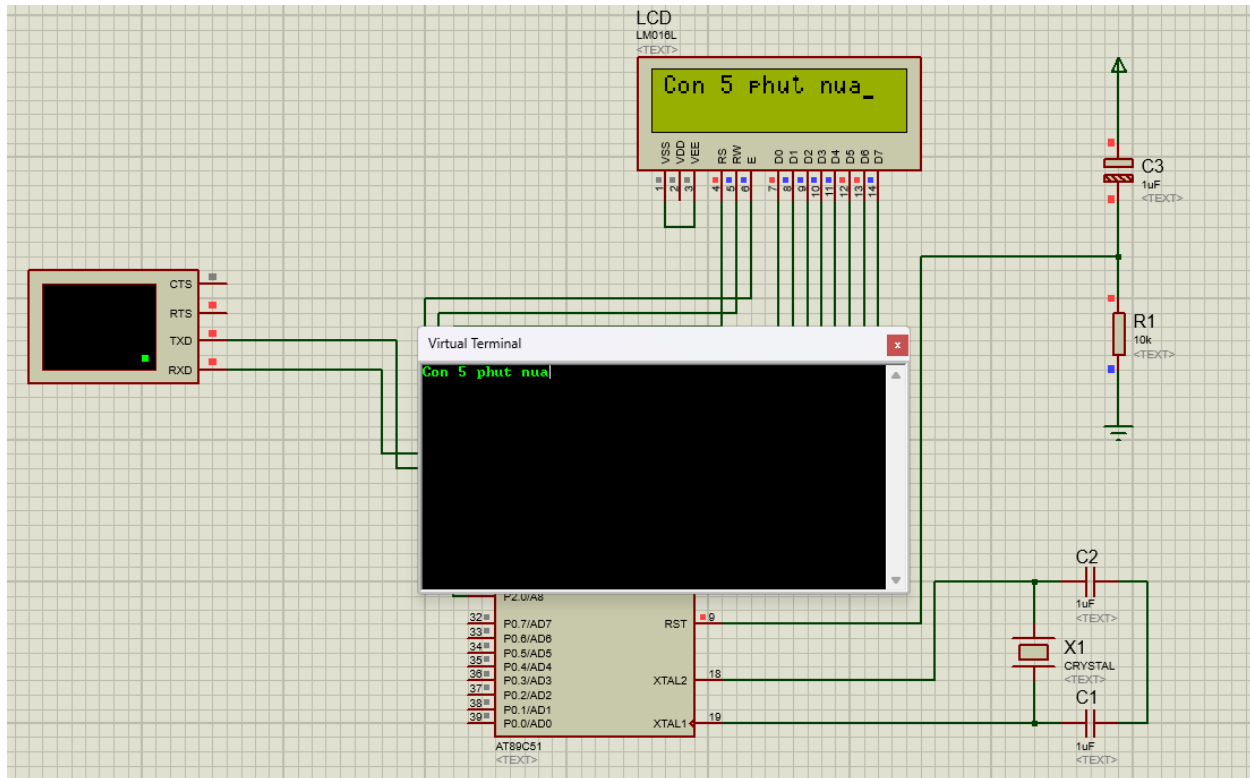 LCD
LM016L
<TEXT>
Con 5 phut nua_
VSS
VDD
VEE
RS
RW
E
D0
D1
D2
D3
D4
D5
D6
D7
1
2
3
4
5
6
7
8
9
10
11
12
13
14
C3
1uF
<TEXT>
CTS
RTS
TXD
RXD
R1
10k
<TEXT>
Virtual Terminal
x
Con 5 phut nua
P2.0/A8
32 P0.7/AD7
33 P0.6/AD6
34 P0.5/AD5
35 P0.4/AD4
36 P0.3/AD3
37 P0.2/AD2
38 P0.1/AD1
39 P0.0/AD0
RST 9
XTAL2 18
XTAL1 19
AT89C51
<TEXT>
C2
1uF
<TEXT>
X1
CRYSTAL
<TEXT>
C1
1uF
<TEXT>